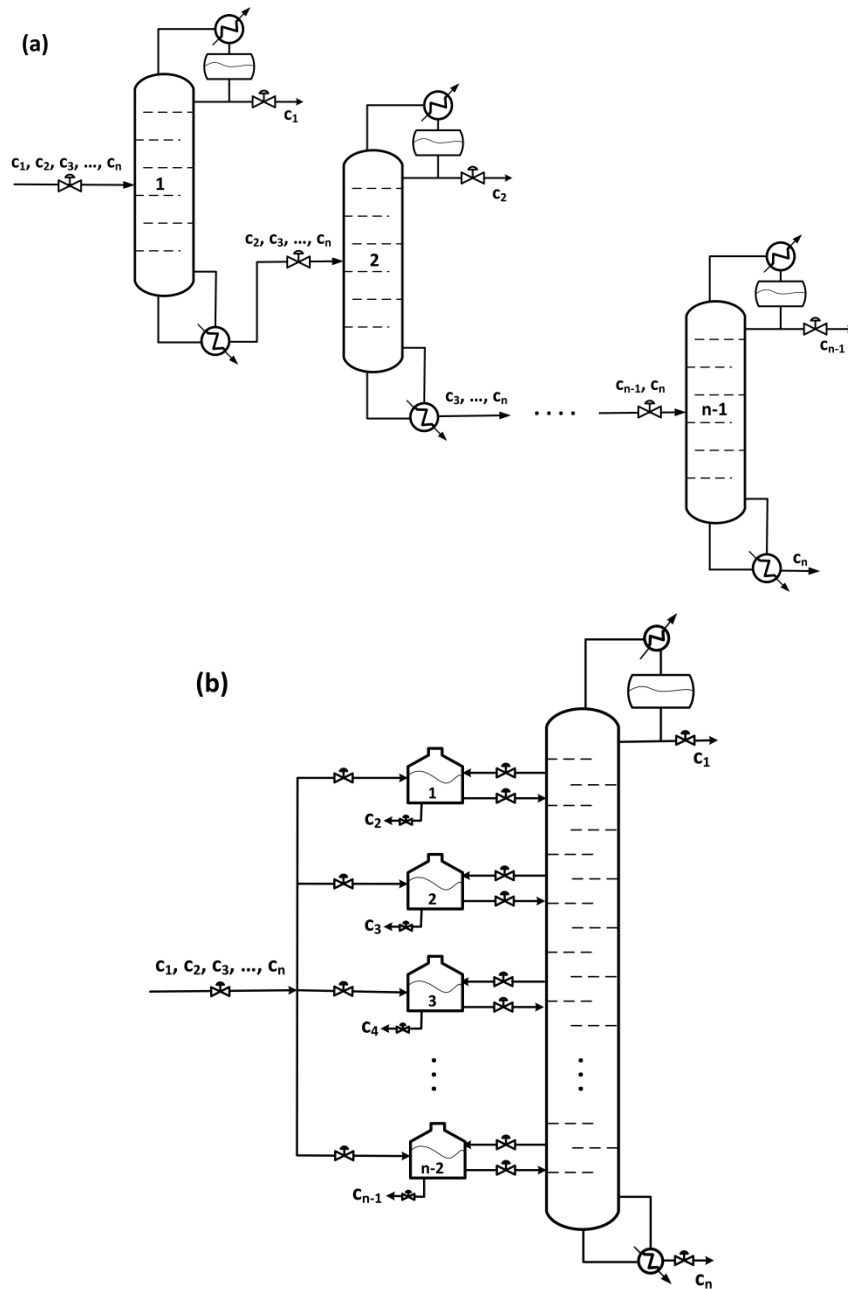 (a)
c₁
c₁, c₂, c₃, ..., cₙ
1
c₂
c₂, c₃, ..., cₙ
2
cₙ₋₁
c₃, ..., cₙ
. . . .
cₙ₋₁, cₙ
n-1
cₙ
(b)
c₁
1
c₂
2
c₃
c₁, c₂, c₃, ..., cₙ
3
c₄
n-2
cₙ₋₁
cₙ